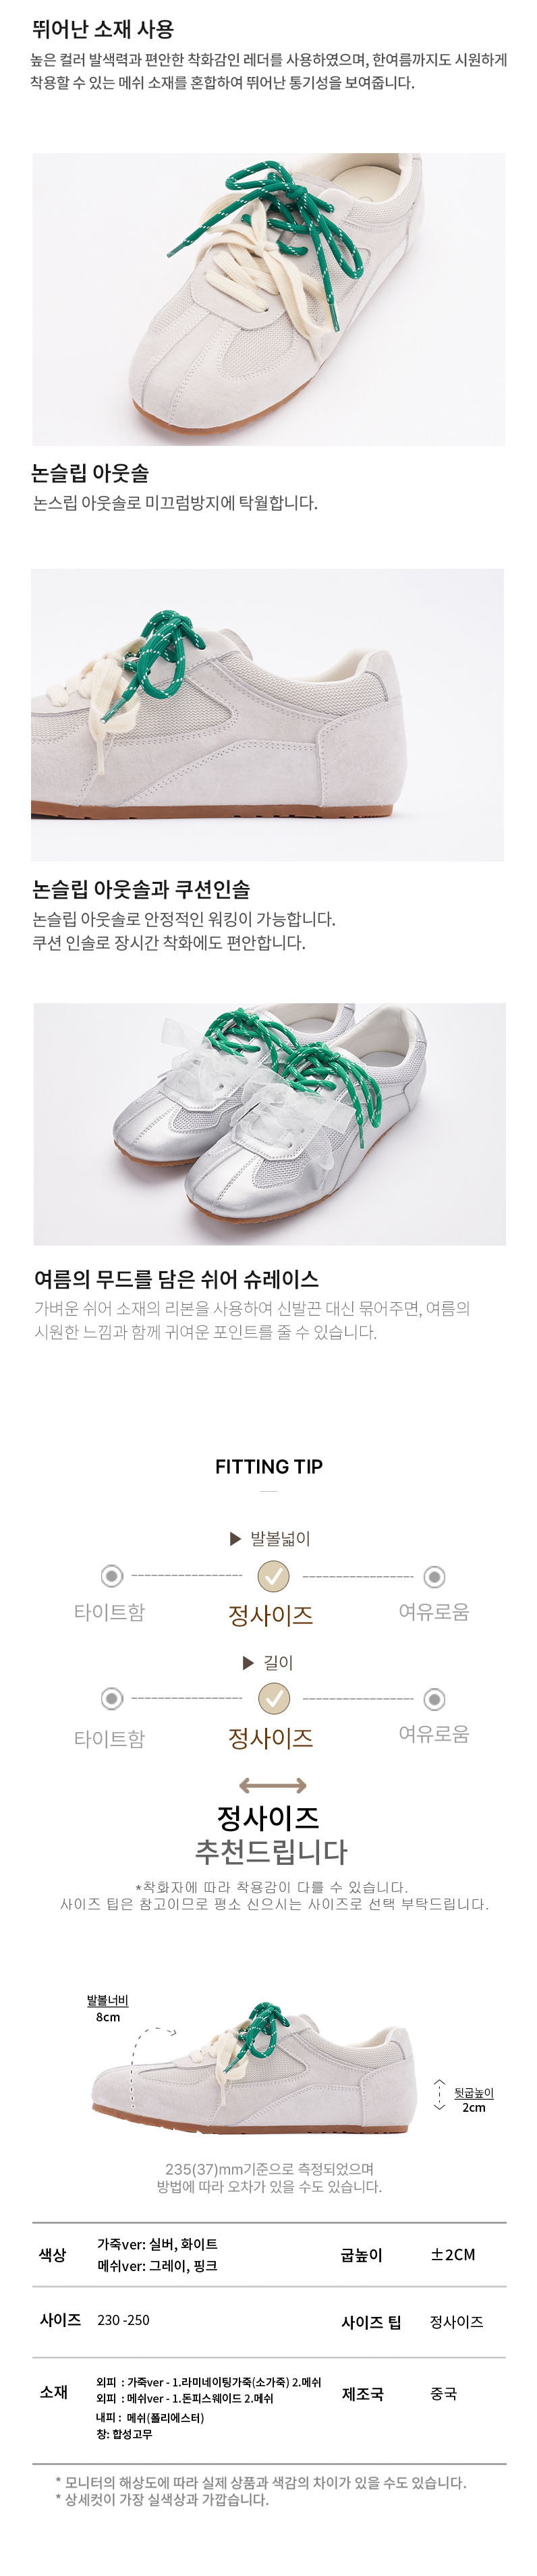 뛰어난 소재 사용
높은 컬러 발색력과 편안한 착화감인 레더를 사용하였으며, 한여름까지도 시원하게
착용할 수 있는 메쉬 소재를 혼합하여 뛰어난 통기성을 보여줍니다.
논슬립 아웃솔
논스립 아웃솔로 미끄럼방지에 탁월합니다.
논슬립 아웃솔과 쿠션인솔
논슬립 아웃솔로 안정적인 워킹이 가능합니다.
쿠션 인솔로 장시간 착화에도 편안합니다.
여름의 무드를 담은 쉬어 슈레이스
가벼운 쉬어 소재의 리본을 사용하여 신발끈 대신 묶어주면, 여름의
시원한 느낌과 함께 귀여운 포인트를 줄 수 있습니다.
FITTING TIP
▶ 발볼넓이
타이트함 정사이즈 여유로움
▶ 길이
타이트함 정사이즈 여유로움
정사이즈
추천드립니다
*착화자에 따라 착용감이 다를 수 있습니다.
사이즈 팁은 참고이므로 평소 신으시는 사이즈로 선택 부탁드립니다.
발볼너비
8cm
뒷굽높이
2cm
235(37)mm기준으로 측정되었으며
방법에 따라 오차가 있을 수도 있습니다.
색상 가죽ver: 실버, 화이트
메쉬ver: 그레이, 핑크
굽높이 ±2CM
사이즈 230 -250 사이즈 팁 정사이즈
소재 외피 : 가죽ver - 1.라미네이팅가죽(소가죽) 2.메쉬
외피 : 메쉬ver - 1.돈피스웨이드 2.메쉬
내피 : 메쉬(폴리에스터)
창: 합성고무
제조국 중국
* 모니터의 해상도에 따라 실제 상품과 색감의 차이가 있을 수도 있습니다.
* 상세컷이 가장 실색상과 가깝습니다.